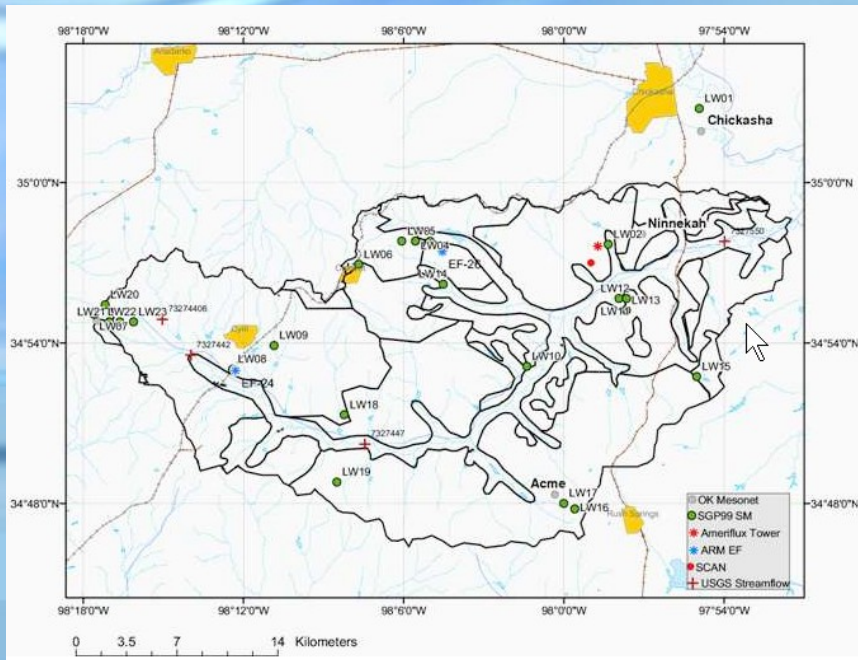 98°18'0"W 98°12'0"W 98°6'0"W 98°0'0"W 97°54'0"W
Anadarko
Chickasha
LW01
Chickasha
35°0'0"N 35°0'0"N
Ninnekah
LW02
7327550
LW05
LW04
EF-26
LW06
LW14
LW20
LW21 LW22 LW23 73274406
LW07
LW12
LW13
Cyril
7327442
LW09
34°54'0"N 34°54'0"N
LW08
EF-24
LW10
LW15
LW18
7327447
LW19
Acme
LW17
LW16
34°48'0"N 34°48'0"N
Rush Springs
OK Mesonet
SGP99 SM
Ameriflux Tower
ARM EF
SCAN
USGS Streamflow
98°18'0"W 98°12'0"W 98°6'0"W 98°0'0"W 97°54'0"W
0 3.5 7 14 Kilometers